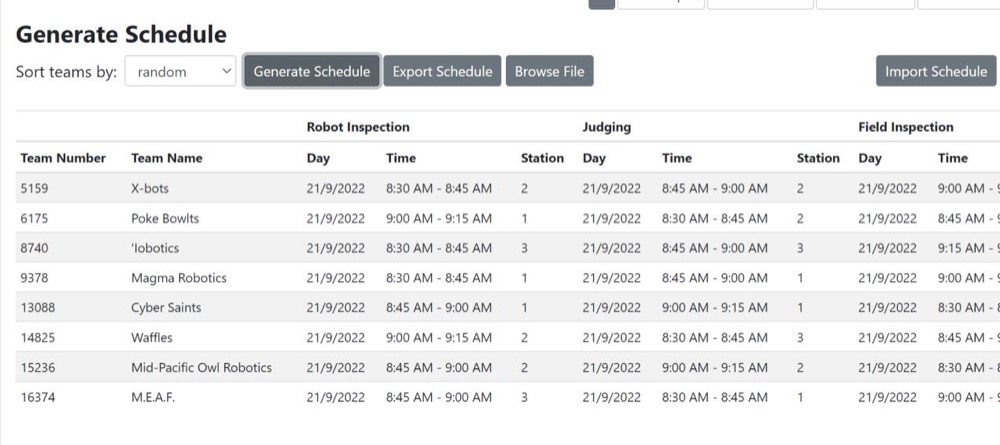 Generate Schedule
Sort teams by: random Generate Schedule Export Schedule Browse File Import Schedule
Robot Inspection Judging Field Inspection
Team Number Team Name Day Time Station Day Time Station Day Time
5159 X-bots 21/9/2022 8:30 AM - 8:45 AM 2 21/9/2022 8:45 AM - 9:00 AM 2 21/9/2022 9:00 AM -
6175 Poke Bowlts 21/9/2022 9:00 AM - 9:15 AM 1 21/9/2022 8:30 AM - 8:45 AM 2 21/9/2022 8:45 AM -
8740 'lobotics 21/9/2022 8:30 AM - 8:45 AM 3 21/9/2022 8:45 AM - 9:00 AM 3 21/9/2022 9:15 AM -
9378 Magma Robotics 21/9/2022 8:30 AM - 8:45 AM 1 21/9/2022 8:45 AM - 9:00 AM 1 21/9/2022 9:00 AM -
13088 Cyber Saints 21/9/2022 8:45 AM - 9:00 AM 1 21/9/2022 9:00 AM - 9:15 AM 1 21/9/2022 8:30 AM -
14825 Waffles 21/9/2022 9:00 AM - 9:15 AM 2 21/9/2022 8:30 AM - 8:45 AM 3 21/9/2022 8:45 AM -
15236 Mid-Pacific Owl Robotics 21/9/2022 8:45 AM - 9:00 AM 2 21/9/2022 9:00 AM - 9:15 AM 2 21/9/2022 8:30 AM -
16374 M.E.A.F. 21/9/2022 8:45 AM - 9:00 AM 3 21/9/2022 8:30 AM - 8:45 AM 1 21/9/2022 9:00 AM -